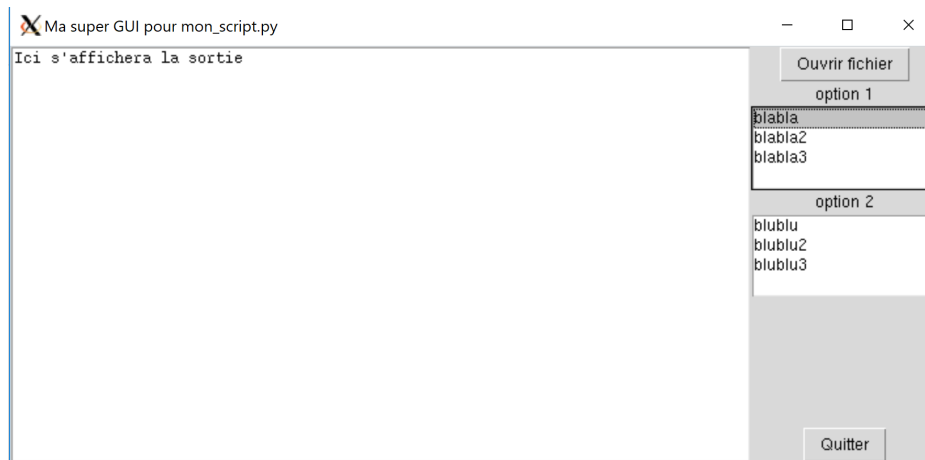 Ma super GUI pour mon_script.py
Ici s'affichera la sortie
Ouvrir fichier
option 1
blabla
blabla2
blabla3
option 2
blublu
blublu2
blublu3
Quitter